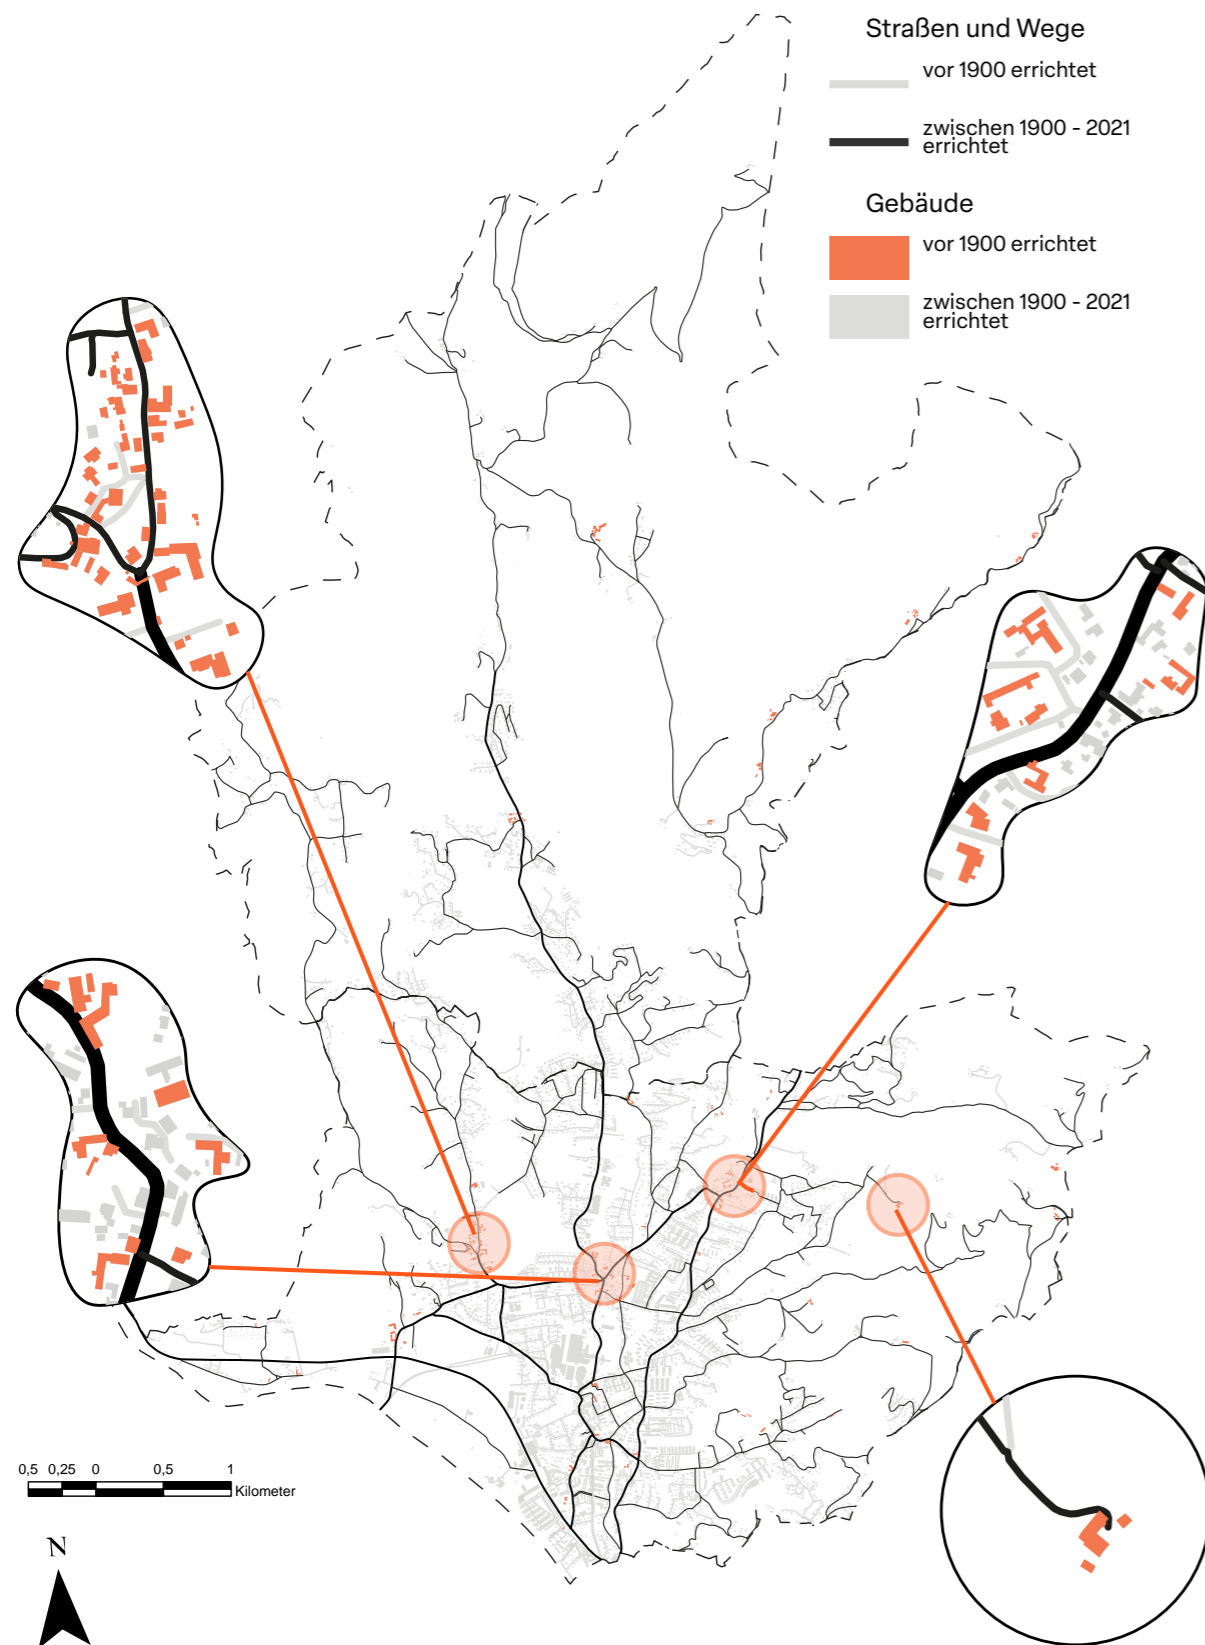 Straßen und Wege
vor 1900 errichtet
zwischen 1900 - 2021
errichtet
Gebäude
vor 1900 errichtet
zwischen 1900 - 2021
errichtet
0,5 0,25 0 0,5 1
Kilometer
N